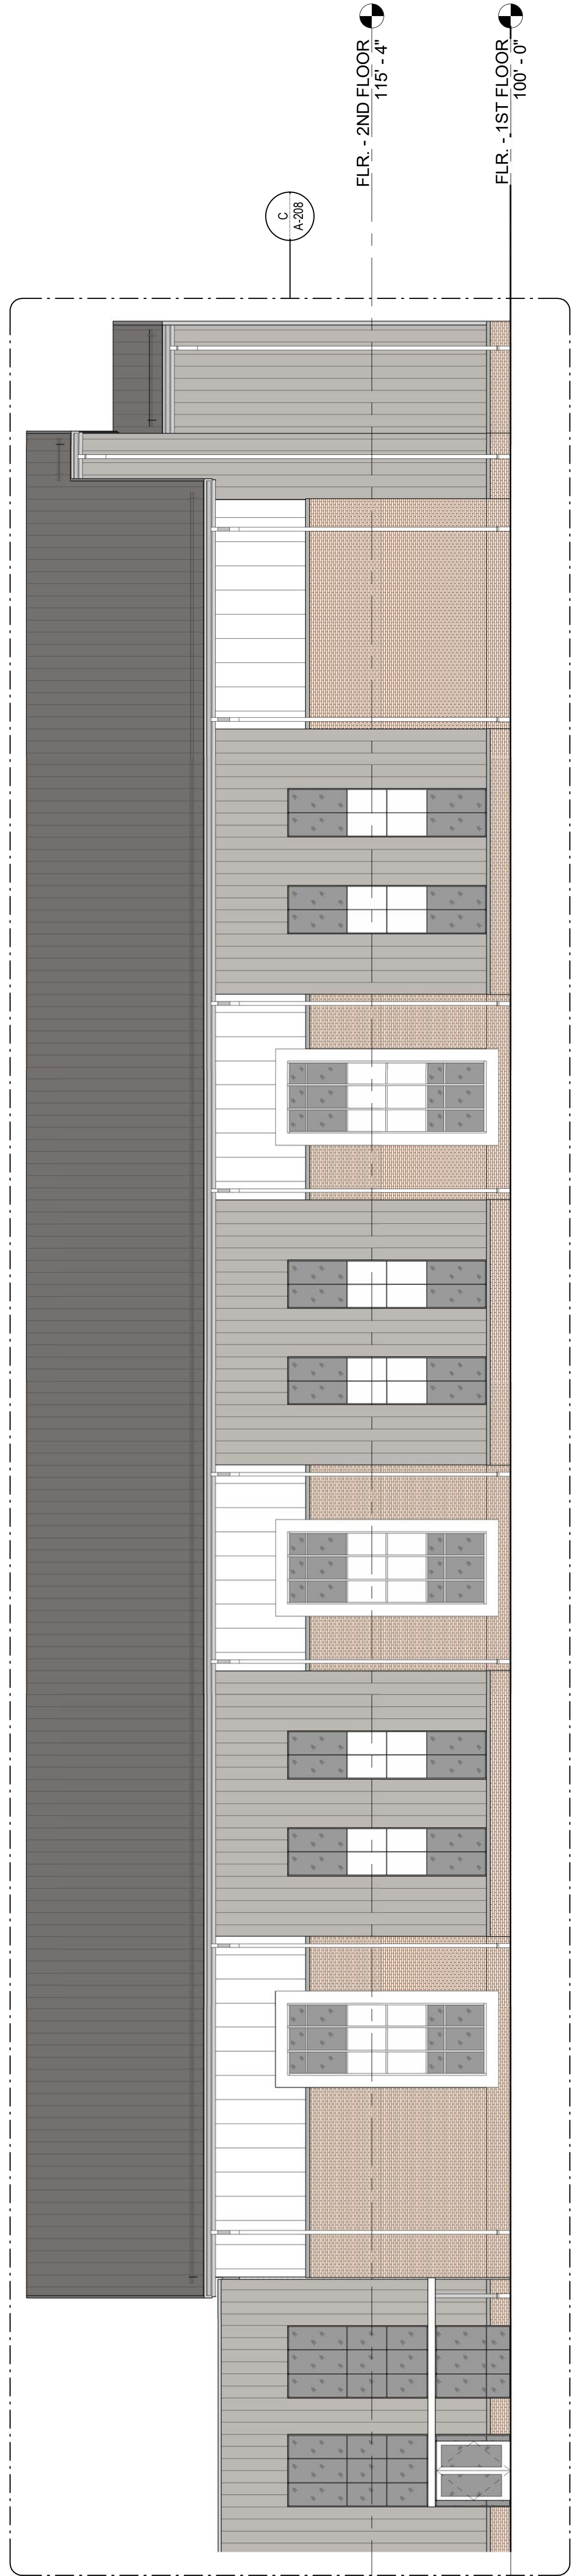 FLR. - 2ND FLOOR
115' - 4"
FLR. - 1ST FLOOR
100' - 0"
C
A-208